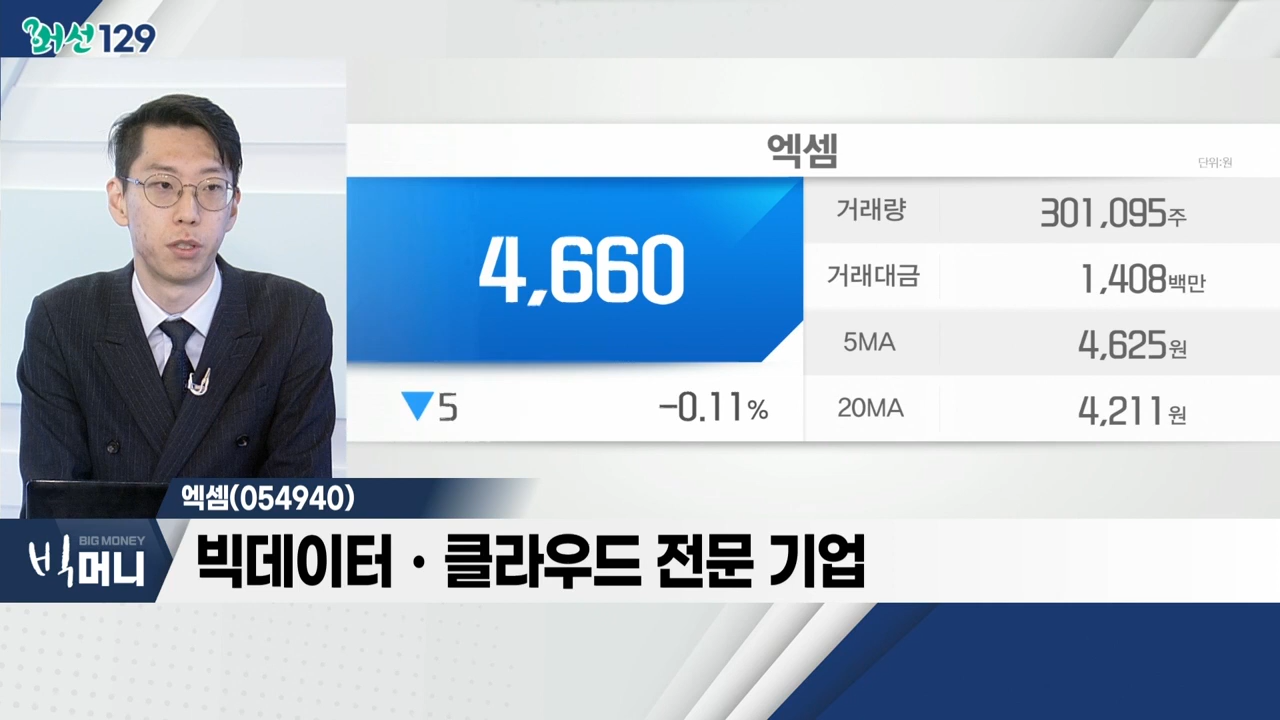 머선129
엑셈
단위:원
4,660
▼5 -0.11%
거래량 301,095주
거래대금 1,408백만
5MA 4,625원
20MA 4,211원
엑셈(054940)
BIG MONEY
빅머니
빅데이터·클라우드 전문 기업